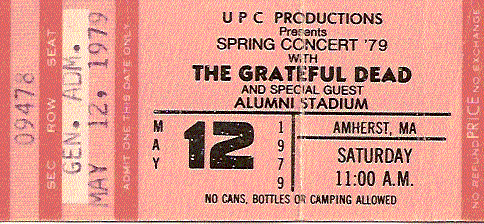 09478
SEC ROW SEAT
GEN. ADM.
MAY 12, 1979
ADMIT ONE THIS DATE ONLY
U P C PRODUCTIONS
Presents
SPRING CONCERT '79
WITH
THE GRATEFUL DEAD
AND SPECIAL GUEST
ALUMNI STADIUM
MAY
12
1979
AMHERST, MA
SATURDAY
11:00 A.M.
NO CANS, BOTTLES OR CAMPING ALLOWED
NO REFUND PRICE NO EXCHANGE